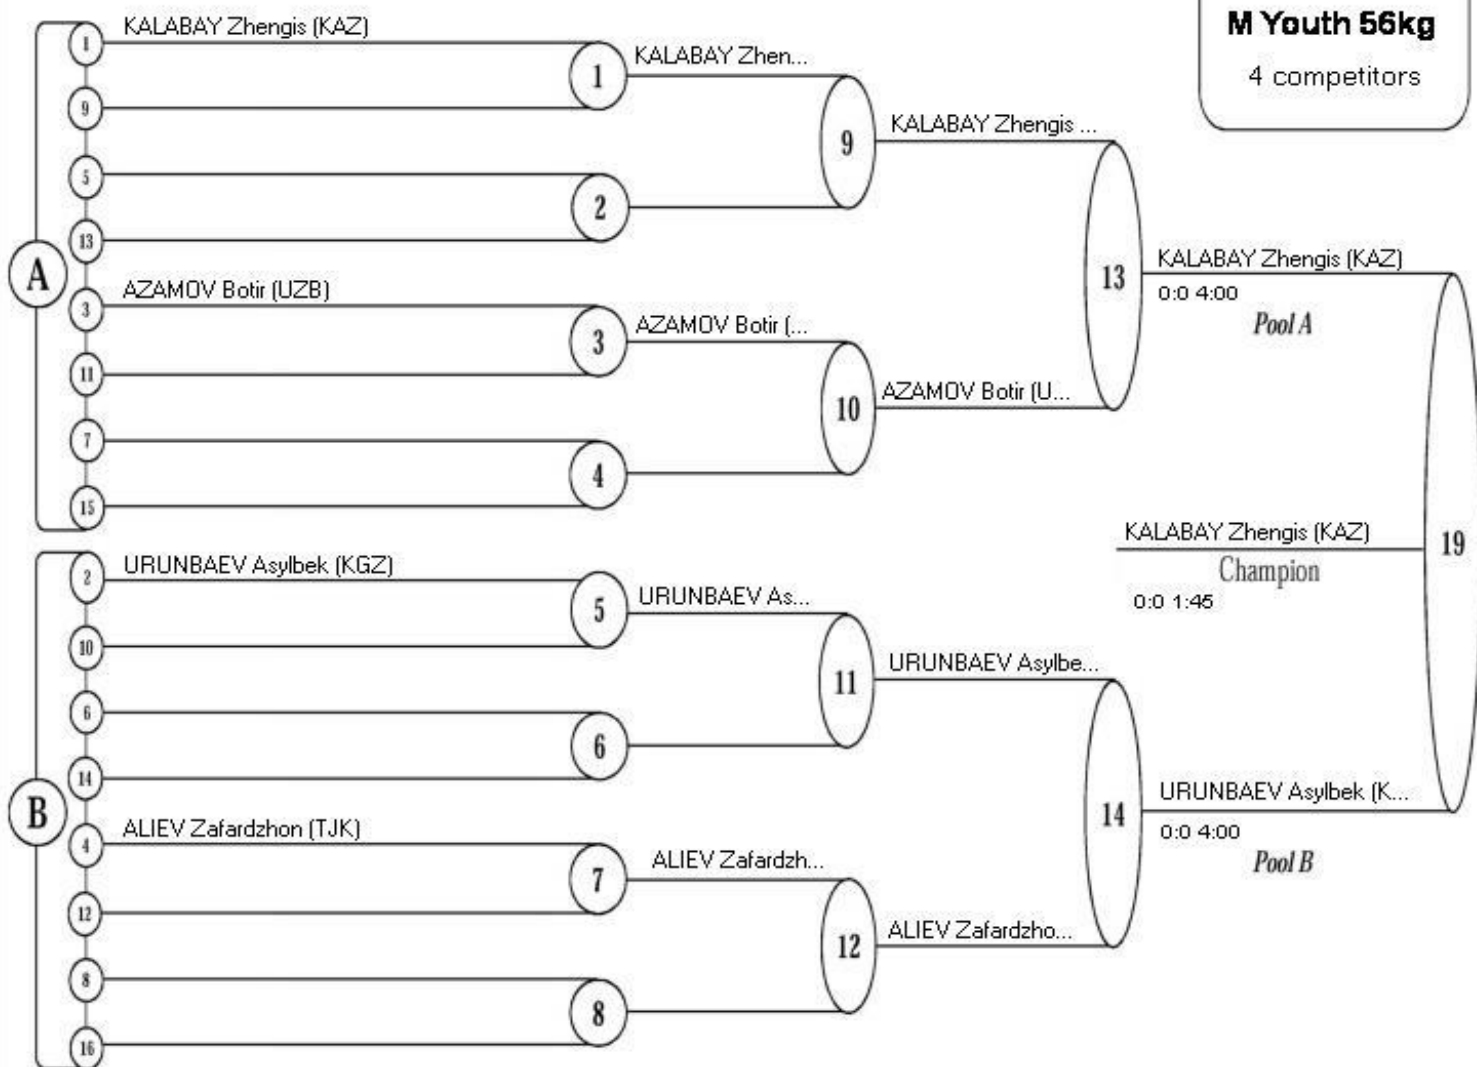 M Youth 56kg
4 competitors
KALABAY Zhengis (KAZ)
1
9
1
KALABAY Zhen...
5
13
2
9
KALABAY Zhengis ...
A
AZAMOV Botir (UZB)
3
11
3
AZAMOV Botir (...
7
15
4
10
AZAMOV Botir (U...
13
KALABAY Zhengis (KAZ)
0:0 4:00
Pool A
URUNBAEV Asylbek (KGZ)
2
10
5
URUNBAEV As...
6
14
6
11
URUNBAEV Asylbe...
B
ALIEV Zafardzhon (TJK)
4
12
7
ALIEV Zafardzh...
8
16
8
12
ALIEV Zafardzho...
14
URUNBAEV Asylbek (K...
0:0 4:00
Pool B
KALABAY Zhengis (KAZ)
Champion
0:0 1:45
19